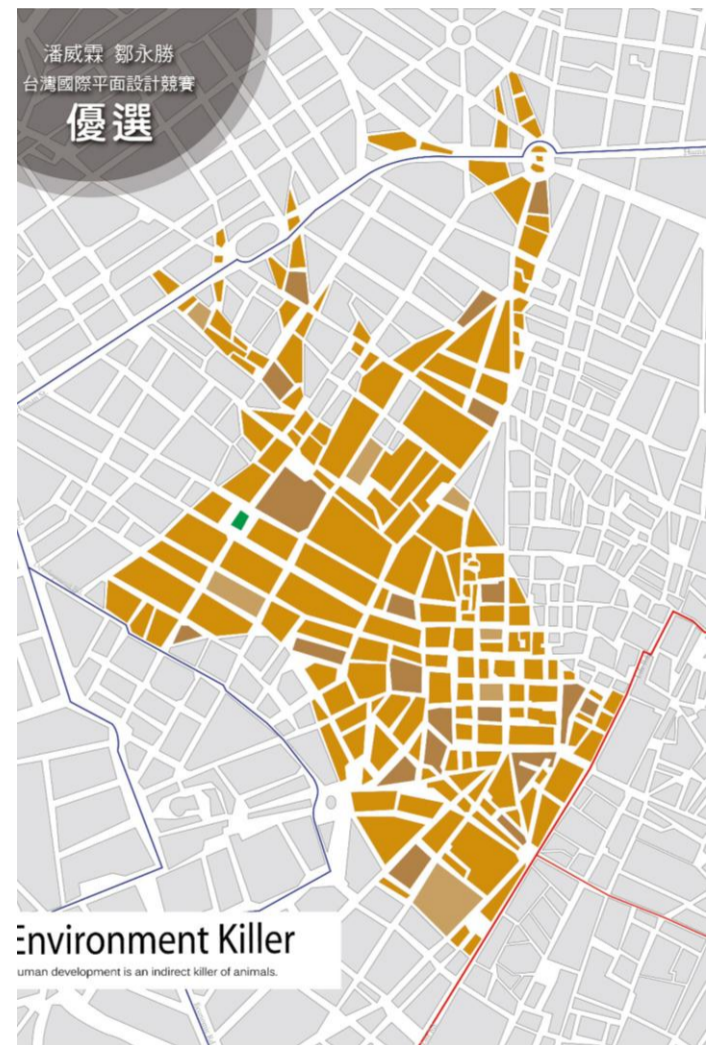 潘威霖 鄒永勝
台灣國際平面設計競賽
優選
Environment Killer
uman development is an indirect killer of animals.